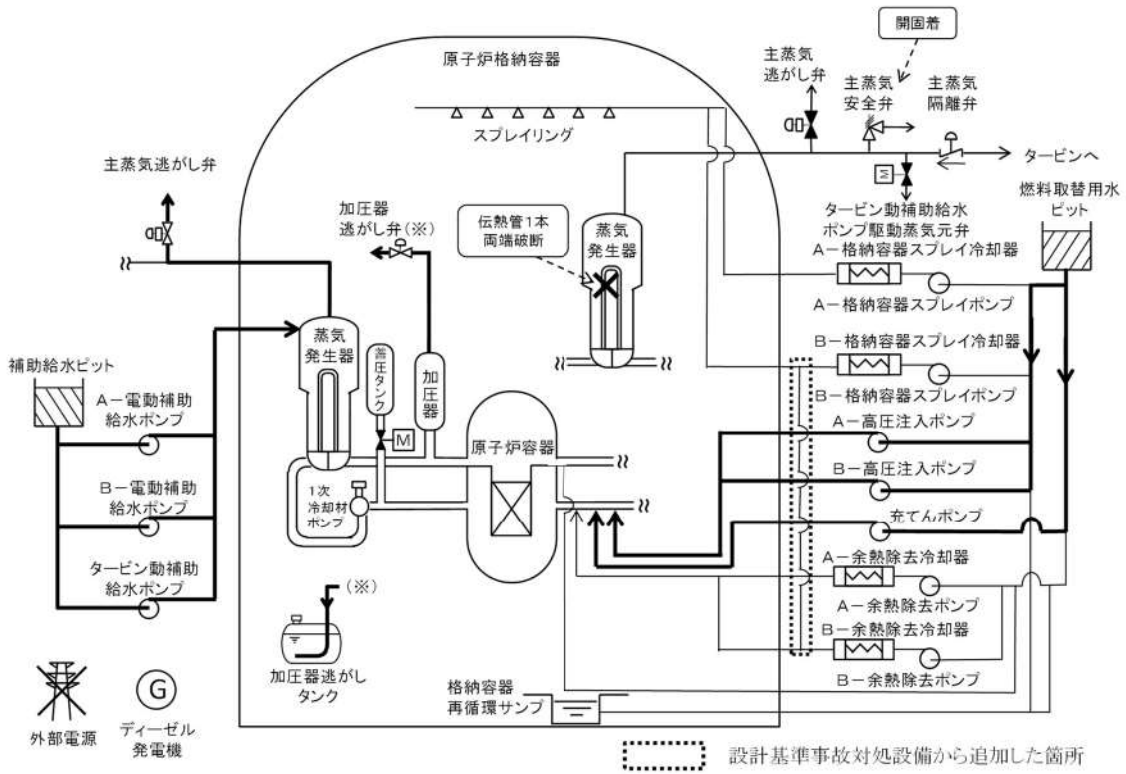 開固着
主蒸気
逃がし弁
主蒸気
安全弁
主蒸気
隔離弁
原子炉格納容器
スプレイリング
タービンへ
主蒸気逃がし弁
M
燃料取替用水
ピット
加圧器
逃がし弁(※)
伝熱管1本
両端破断
蒸気
発生器
タービン動補助給水
ポンプ駆動蒸気元弁
A-格納容器スプレイ冷却器
A-格納容器スプレイポンプ
蒸気
発生器
蓄圧タンク
加圧器
B-格納容器スプレイ冷却器
B-格納容器スプレイポンプ
補助給水ピット
A-電動補助
給水ポンプ
M
原子炉容器
A-高圧注入ポンプ
B-高圧注入ポンプ
B-電動補助
給水ポンプ
1次
冷却材
ポンプ
充てんポンプ
タービン動補助
給水ポンプ
A-余熱除去冷却器
A-余熱除去ポンプ
(※)
B-余熱除去冷却器
B-余熱除去ポンプ
加圧器逃がし
タンク
格納容器
再循環サンプ
G
外部電源
ディーゼル
発電機
設計基準事故対処設備から追加した箇所